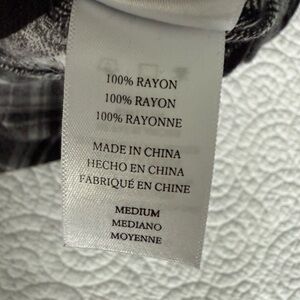 100% RAYON
100% RAYON
100% RAYONNE
MADE IN CHINA
HECHO EN CHINA
FABRIQUÉ EN CHINE
MEDIUM
MEDIANO
MOYENNE